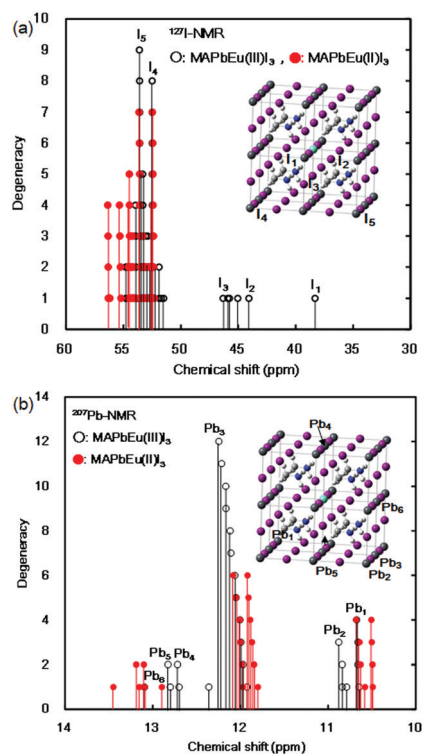 (a)
¹²⁷I–NMR
○: MAPbEu(III)I₃ , ●: MAPbEu(II)I₃
I₅
I₄
I₃
I₂
I₁
I₁
I₂
I₃
I₄
I₅
Degeneracy
10
9
8
7
6
5
4
3
2
1
0
60
55
50
45
40
35
30
Chemical shift (ppm)
(b)
²⁰⁷Pb–NMR
○: MAPbEu(III)I₃
●: MAPbEu(II)I₃
Pb₃
Pb₄
Pb₆
Pb₁
Pb₃
Pb₅
Pb₂
Pb₅
Pb₄
Pb₆
Pb₂
Pb₁
Degeneracy
14
12
10
8
6
4
2
0
14
13
12
11
10
Chemical shift (ppm)